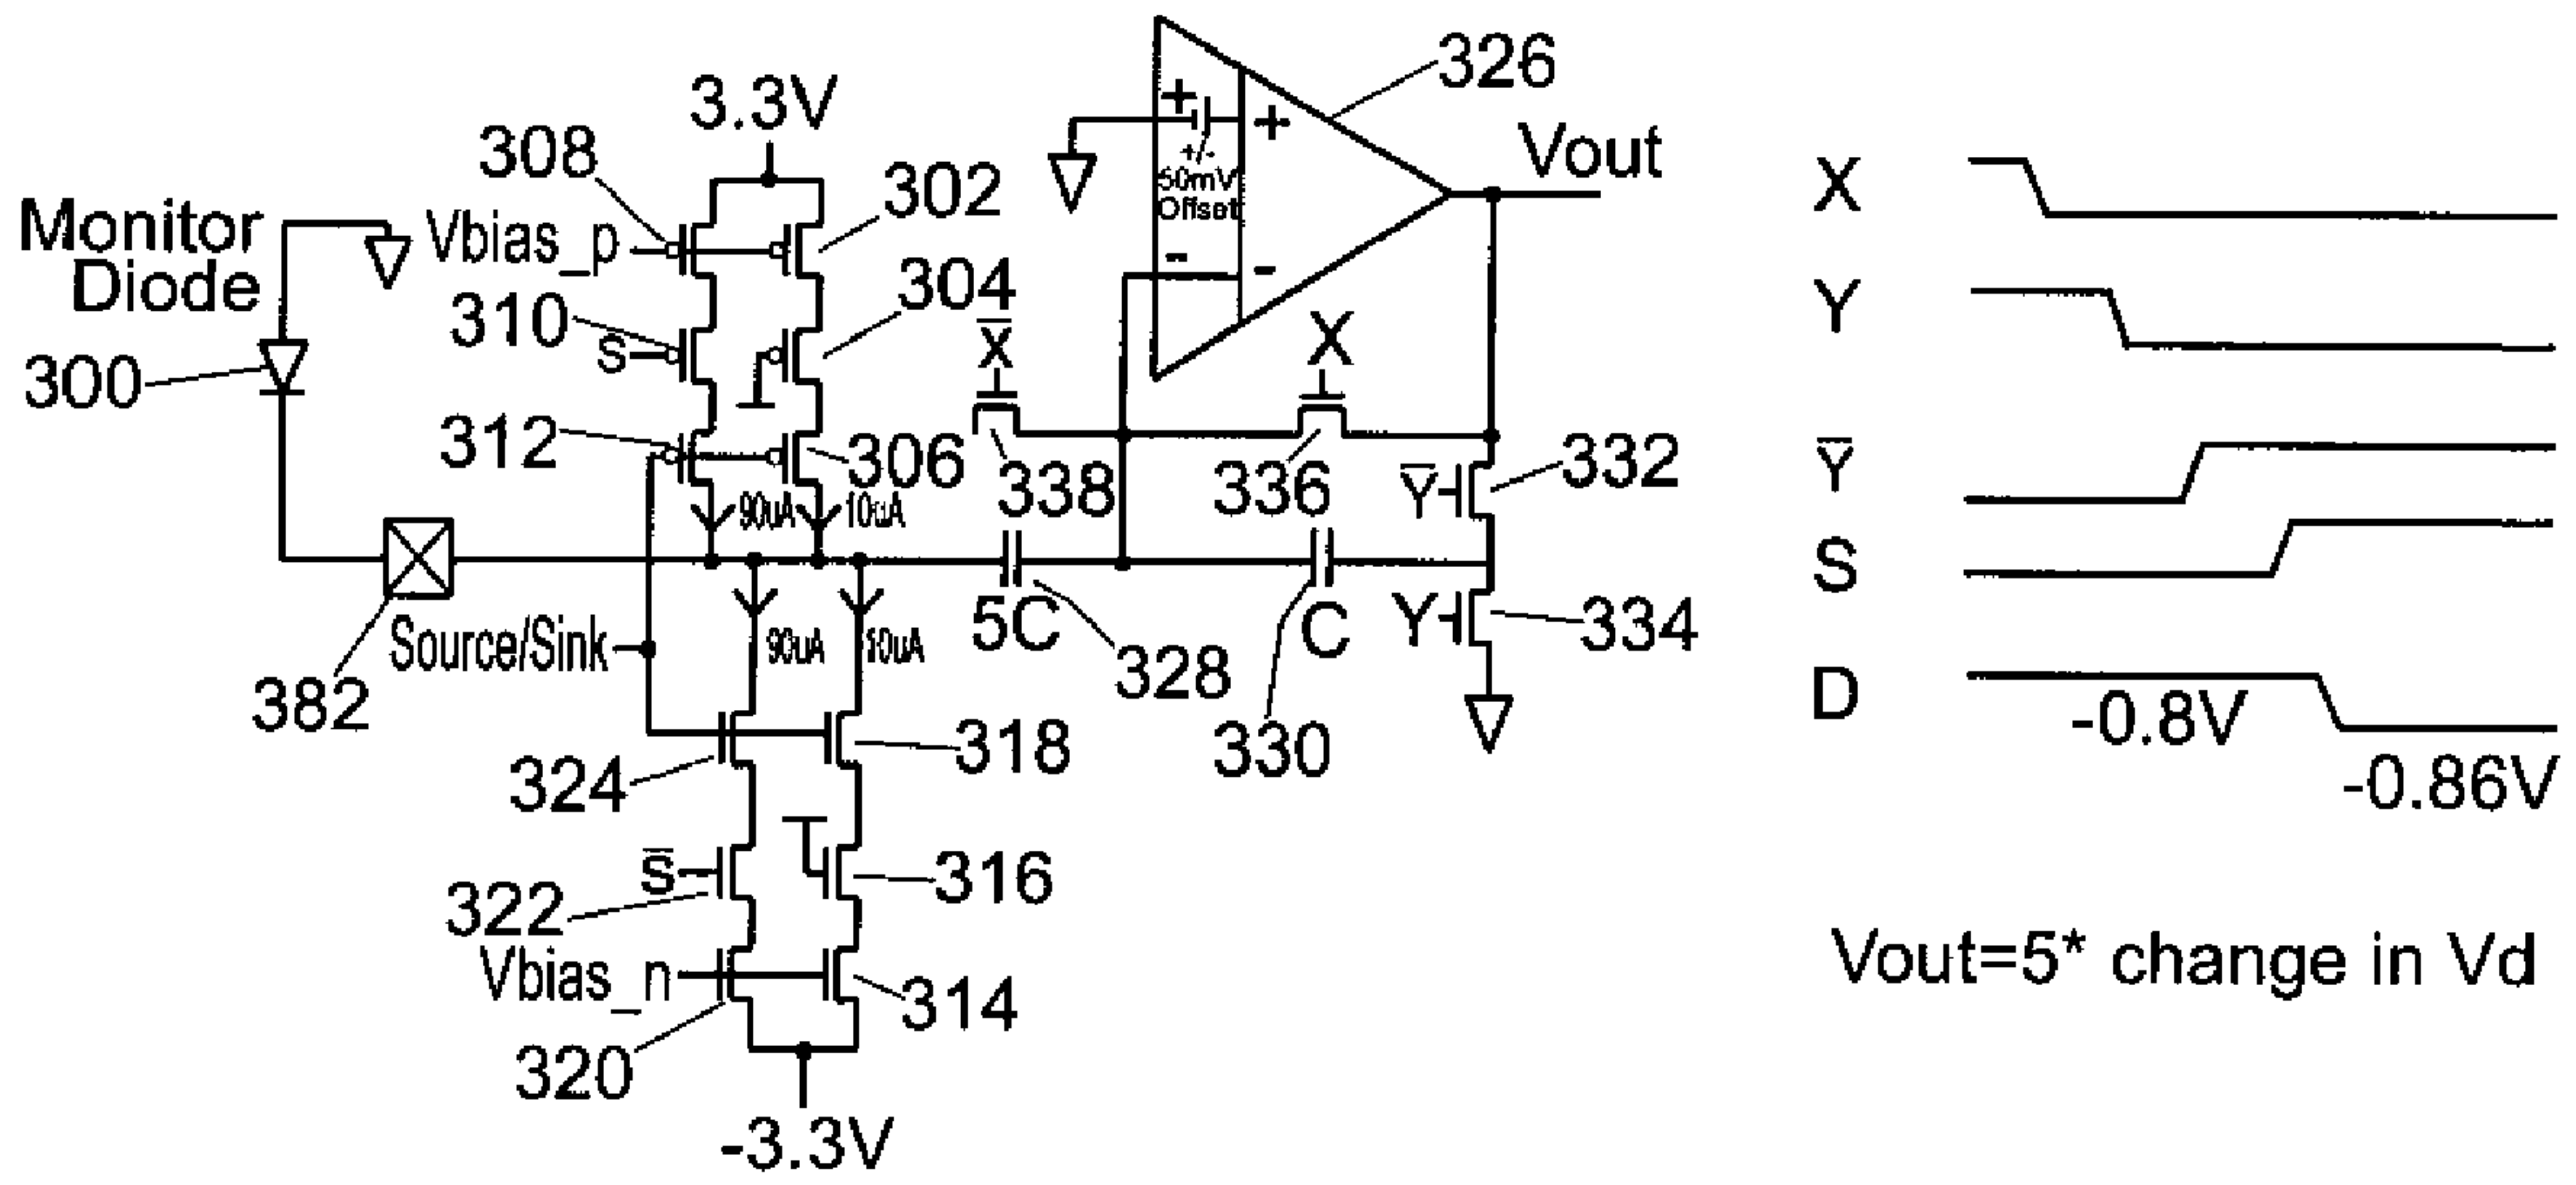 326
3.3V
308
302
Vout
+
+
+/-
50mV
Offset
-
-
X
Monitor
Diode
Vbias_p
304
310
S
X̅
X
Y
300
312
306
338
336
Y̅
332
Y̅
90uA
10uA
S
Source/Sink
90uA
10uA
5C
C
Y
334
382
328
330
D
-0.8V
-0.86V
324
318
S̅
322
316
Vbias_n
314
320
-3.3V
Vout=5* change in Vd